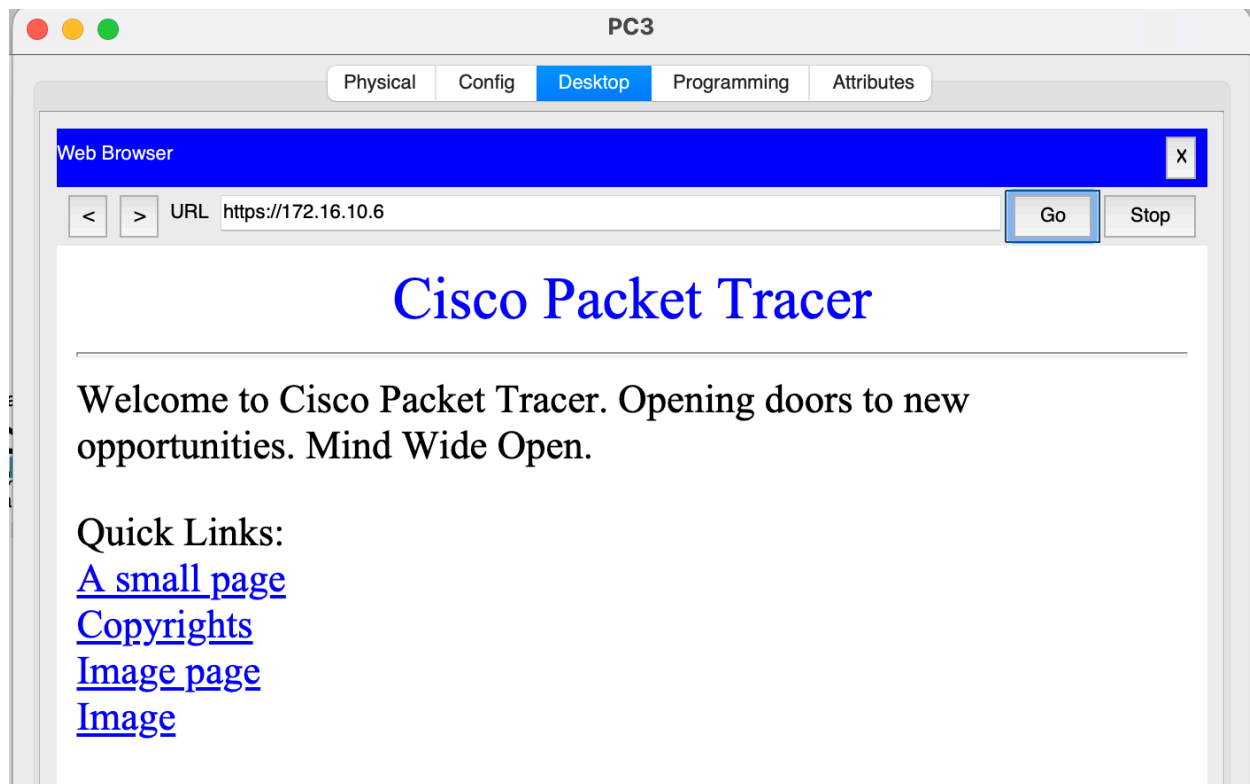 PC3
Physical Config Desktop Programming Attributes
Web Browser X
< > URL https://172.16.10.6 Go Stop
Cisco Packet Tracer
Welcome to Cisco Packet Tracer. Opening doors to new
opportunities. Mind Wide Open.
Quick Links:
A small page
Copyrights
Image page
Image